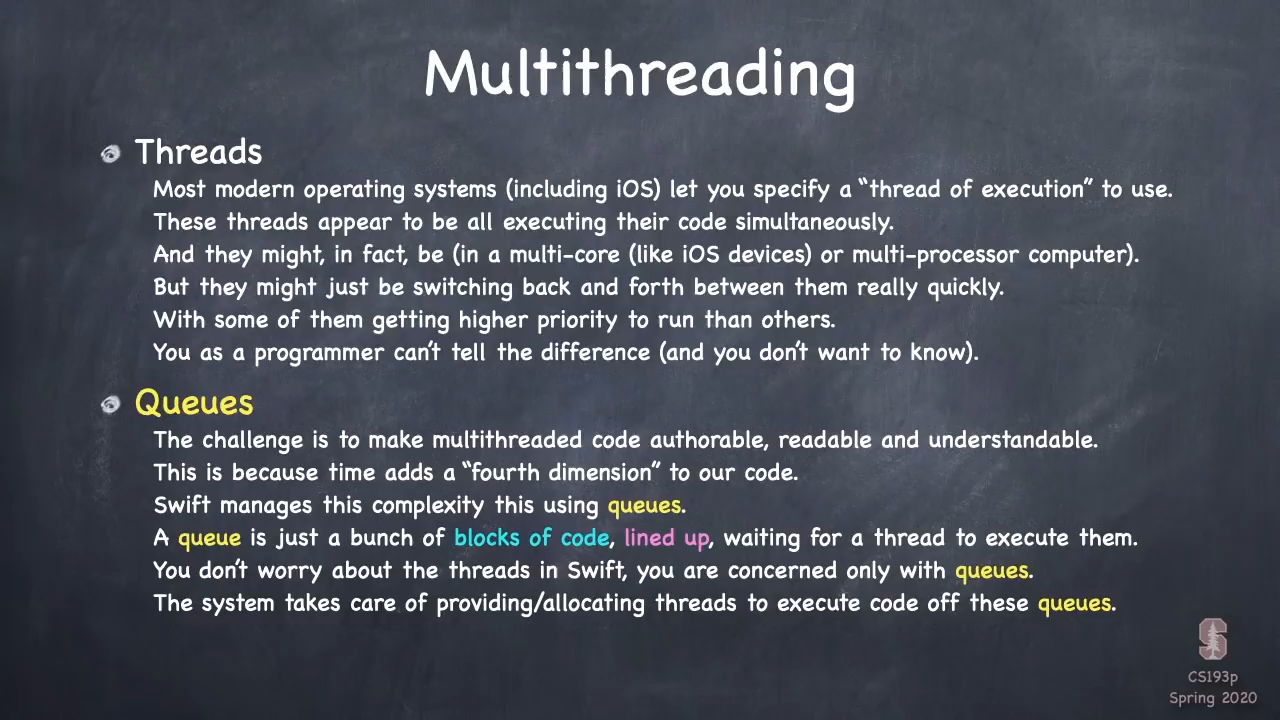 Multithreading
Threads
Most modern operating systems (including iOS) let you specify a “thread of execution” to use.
These threads appear to be all executing their code simultaneously.
And they might, in fact, be (in a multi-core (like iOS devices) or multi-processor computer).
But they might just be switching back and forth between them really quickly.
With some of them getting higher priority to run than others.
You as a programmer can’t tell the difference (and you don’t want to know).
Queues
The challenge is to make multithreaded code authorable, readable and understandable.
This is because time adds a “fourth dimension” to our code.
Swift manages this complexity this using queues.
A queue is just a bunch of blocks of code, lined up, waiting for a thread to execute them.
You don’t worry about the threads in Swift, you are concerned only with queues.
The system takes care of providing/allocating threads to execute code off these queues.
S
CS193p
Spring 2020